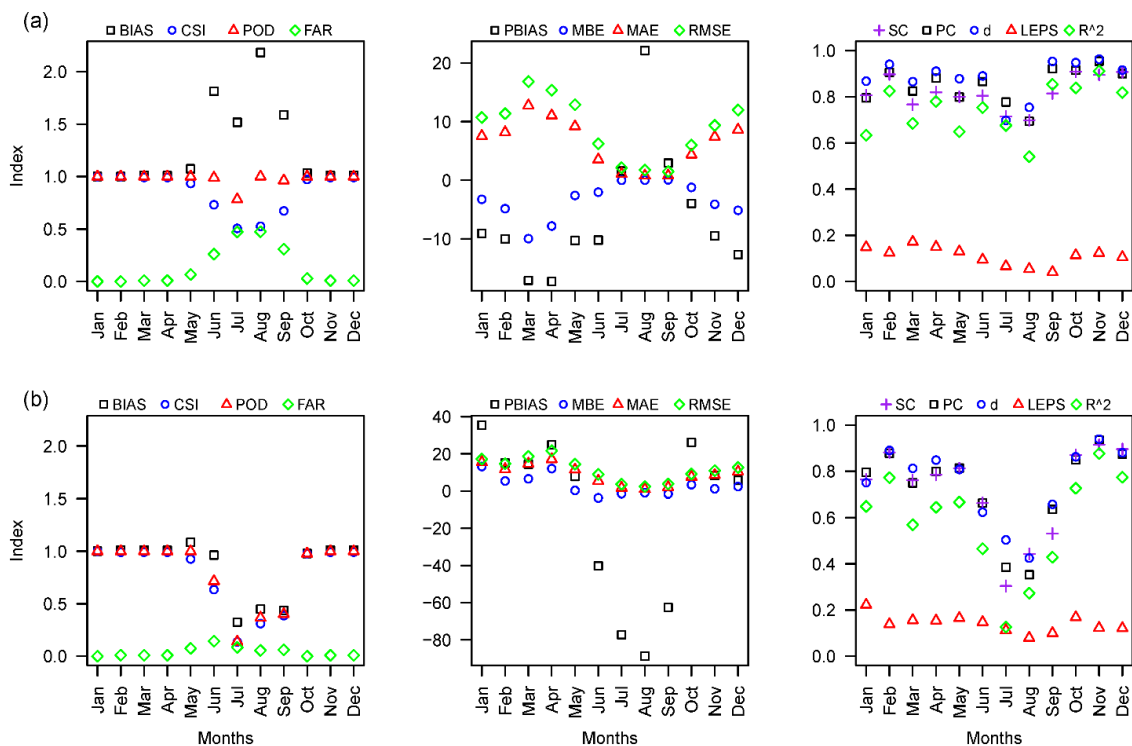 (a)
BIAS CSI POD FAR
PBIAS MBE MAE RMSE
SC PC d LEPS R^2
Index
2.0
1.5
1.0
0.5
0.0
20
10
0
−10
1.0
0.8
0.6
0.4
0.2
0.0
Jan Feb Mar Apr May Jun Jul Aug Sep Oct Nov Dec
Jan Feb Mar Apr May Jun Jul Aug Sep Oct Nov Dec
Jan Feb Mar Apr May Jun Jul Aug Sep Oct Nov Dec
(b)
BIAS CSI POD FAR
PBIAS MBE MAE RMSE
SC PC d LEPS R^2
Index
2.0
1.5
1.0
0.5
0.0
40
20
0
−20
−40
−60
−80
1.0
0.8
0.6
0.4
0.2
0.0
Jan Feb Mar Apr May Jun Jul Aug Sep Oct Nov Dec
Jan Feb Mar Apr May Jun Jul Aug Sep Oct Nov Dec
Jan Feb Mar Apr May Jun Jul Aug Sep Oct Nov Dec
Months
Months
Months